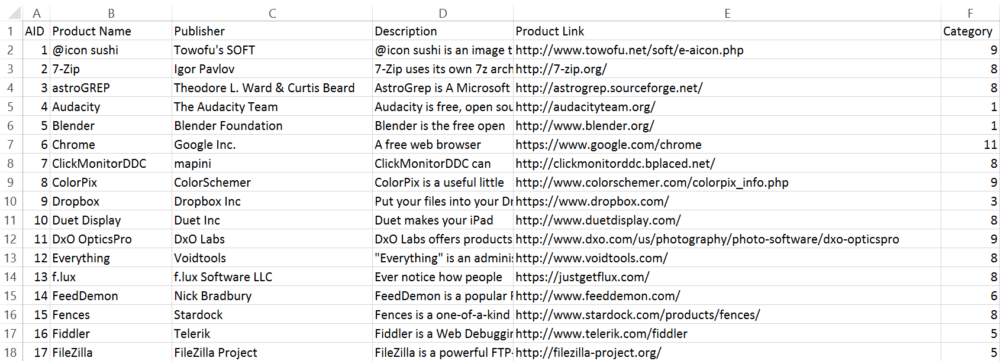 A B C D E F
1 AID Product Name Publisher Description Product Link Category
2 1 @icon sushi Towofu's SOFT @icon sushi is an image t http://www.towofu.net/soft/e-aicon.php 9
3 2 7-Zip Igor Pavlov 7-Zip uses its own 7z arch http://7-zip.org/ 8
4 3 astroGREP Theodore L. Ward & Curtis Beard AstroGrep is A Microsoft http://astrogrep.sourceforge.net/ 8
5 4 Audacity The Audacity Team Audacity is free, open sou http://audacityteam.org/ 1
6 5 Blender Blender Foundation Blender is the free open http://www.blender.org/ 1
7 6 Chrome Google Inc. A free web browser https://www.google.com/chrome 11
8 7 ClickMonitorDDC mapini ClickMonitorDDC can http://clickmonitorddc.bplaced.net/ 8
9 8 ColorPix ColorSchemer ColorPix is a useful little http://www.colorschemer.com/colorpix_info.php 9
10 9 Dropbox Dropbox Inc Put your files into your Dr https://www.dropbox.com/ 3
11 10 Duet Display Duet Inc Duet makes your iPad http://www.duetdisplay.com/ 8
12 11 DxO OpticsPro DxO Labs DxO Labs offers products http://www.dxo.com/us/photography/photo-software/dxo-opticspro 9
13 12 Everything Voidtools "Everything" is an adminis http://www.voidtools.com/ 8
14 13 f.lux f.lux Software LLC Ever notice how people https://justgetflux.com/ 8
15 14 FeedDemon Nick Bradbury FeedDemon is a popular http://www.feeddemon.com/ 6
16 15 Fences Stardock Fences is a one-of-a-kind http://www.stardock.com/products/fences/ 8
17 16 Fiddler Telerik Fiddler is a Web Debuggin http://www.telerik.com/fiddler 5
18 17 FileZilla FileZilla Project FileZilla is a powerful FTP- http://filezilla-project.org/ 5